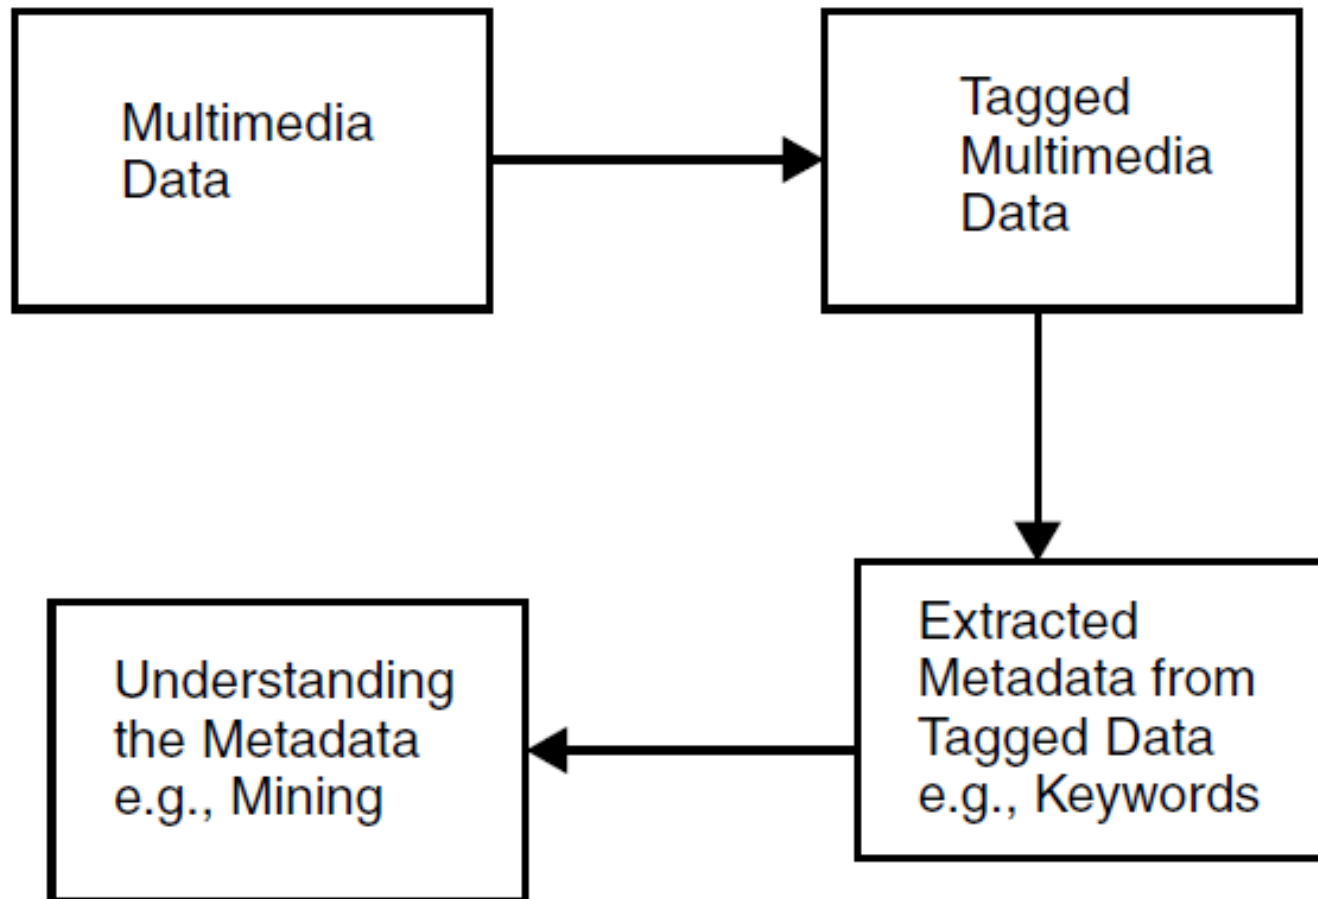 Multimedia
Data
Tagged
Multimedia
Data
Extracted
Metadata from
Tagged Data
e.g., Keywords
Understanding
the Metadata
e.g., Mining